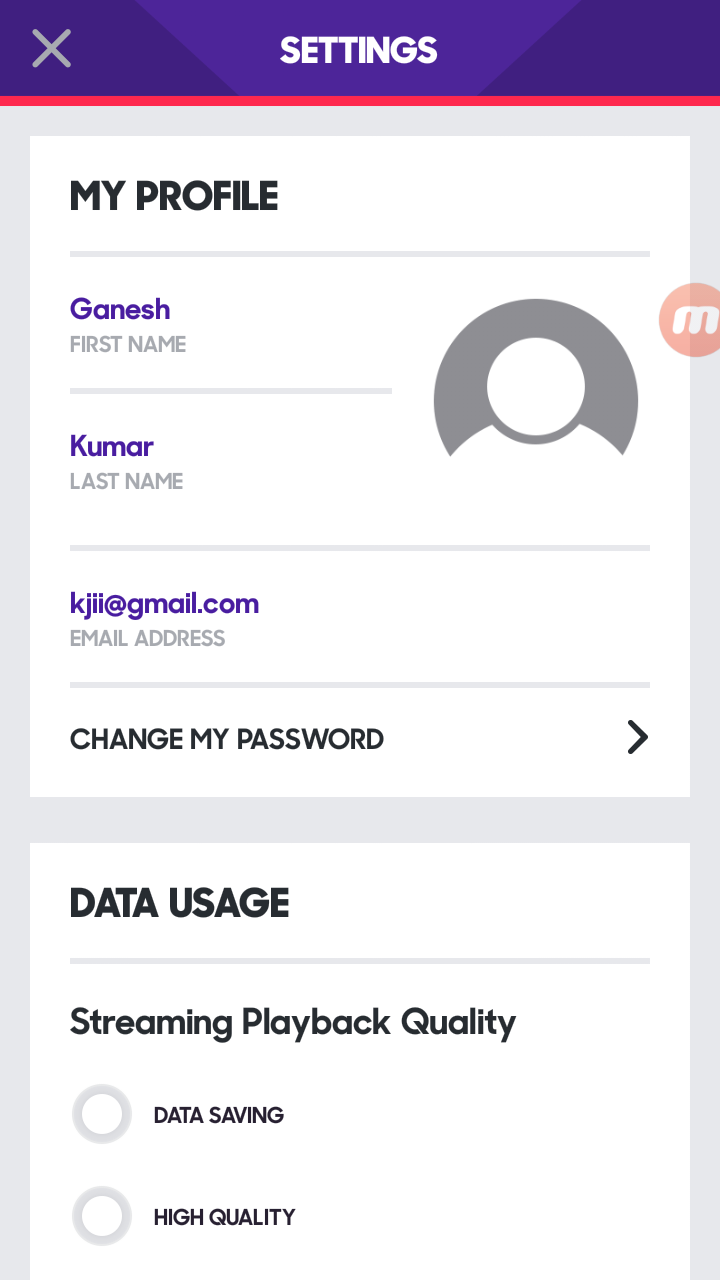 SETTINGS
MY PROFILE
Ganesh
FIRST NAME
Kumar
LAST NAME
kjii@gmail.com
EMAIL ADDRESS
CHANGE MY PASSWORD
DATA USAGE
Streaming Playback Quality
DATA SAVING
HIGH QUALITY